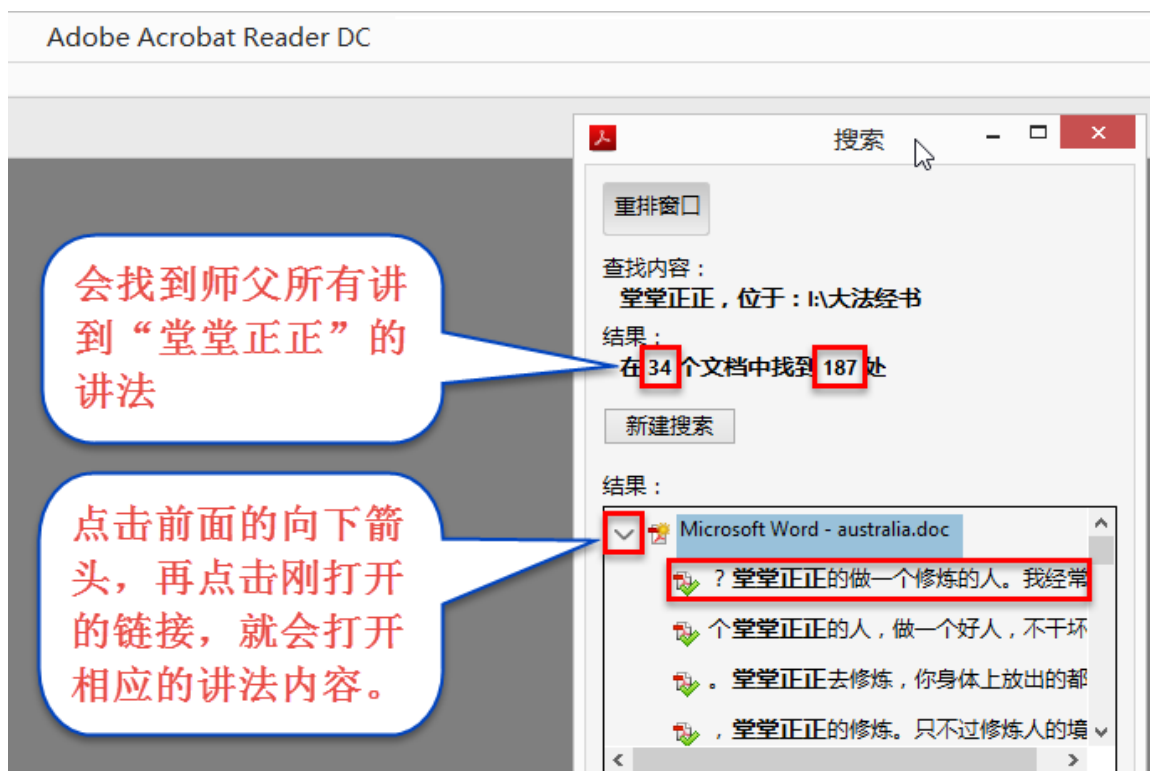 Adobe Acrobat Reader DC
搜索
重排窗口
查找内容：
堂堂正正，位于：I:\大法经书
结果：
在 34 个文档中找到 187 处
新建搜索
结果：
Microsoft Word - australia.doc
？堂堂正正的做一个修炼的人。我经常
个堂堂正正的人，做一个好人，不干坏
。堂堂正正去修炼，你身体上放出的都
，堂堂正正的修炼。只不过修炼人的境
会找到师父所有讲
到“堂堂正正”的
讲法
点击前面的向下箭
头，再点击刚打开
的链接，就会打开
相应的讲法内容。